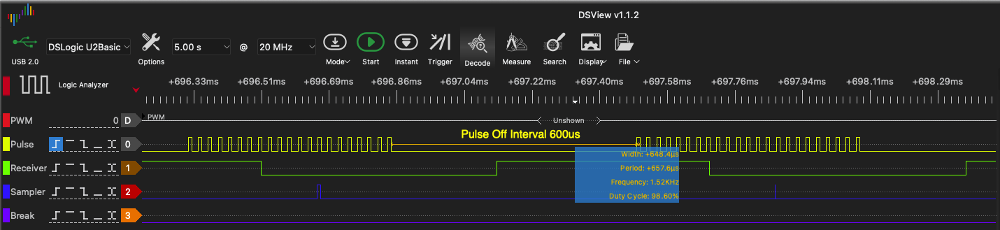 DSView v1.1.2
USB 2.0
DSLogic U2Basic
Options
5.00 s
@
20 MHz
Mode
Start
Instant
Trigger
Decode
Measure
Search
Display
File
Logic Analyzer
+696.33ms +696.51ms +696.69ms +696.86ms +697.04ms +697.22ms +697.40ms +697.58ms +697.76ms +697.94ms +698.11ms +698.29ms
PWM 0 D PWM Unshown
Pulse Off Interval 600us
Pulse 0
Width: +648.4µs
Receiver 1
Period: +657.6µs
Frequency: 1.52KHz
Sampler 2
Duty Cycle: 98.60%
Break 3